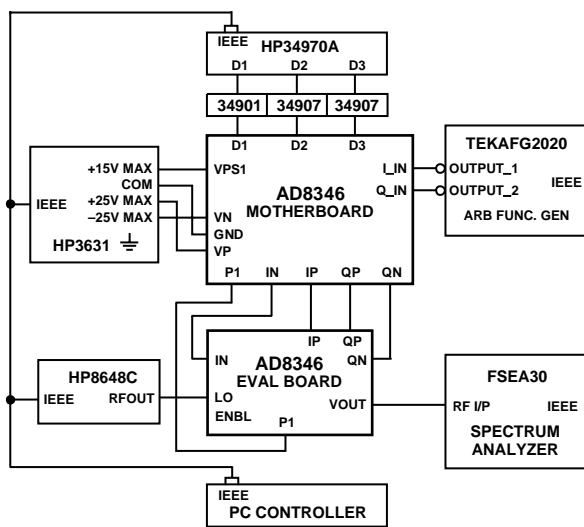 IEEE
HP34970A
D1 D2 D3
34901 34907 34907
D1 D2 D3
+15V MAX
COM
+25V MAX
–25V MAX
IEEE
HP3631
VPS1
VN
GND
VP
AD8346
MOTHERBOARD
I_IN
Q_IN
P1 IN IP QP QN
TEKAFG2020
OUTPUT_1
IEEE
OUTPUT_2
ARB FUNC. GEN
IP QP
IN
QN
AD8346
EVAL BOARD
LO
ENBL
P1
VOUT
HP8648C
IEEE RFOUT
FSEA30
RF I/P IEEE
SPECTRUM
ANALYZER
IEEE
PC CONTROLLER